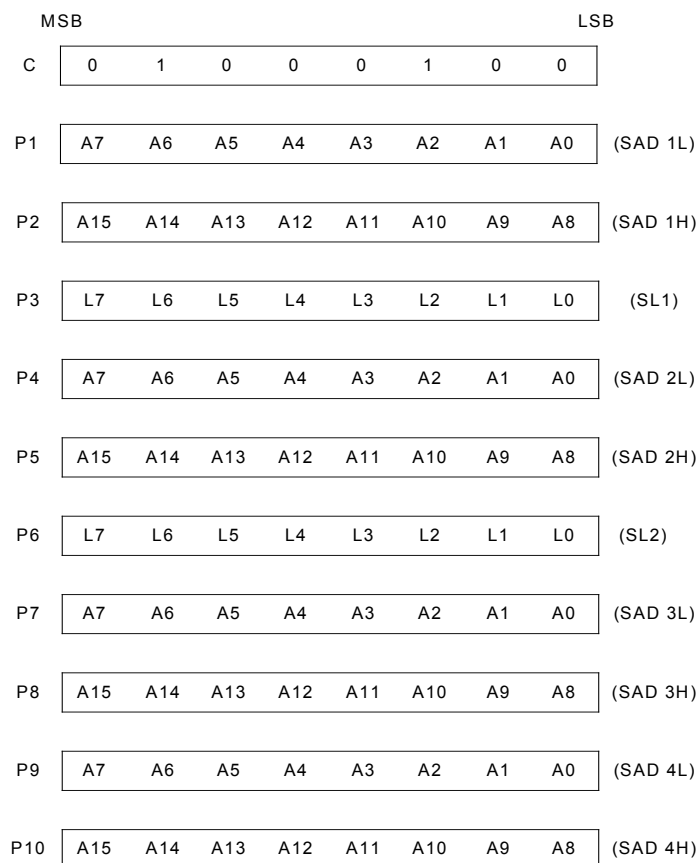 MSB LSB
C 0 1 0 0 0 1 0 0
P1 A7 A6 A5 A4 A3 A2 A1 A0 (SAD 1L)
P2 A15 A14 A13 A12 A11 A10 A9 A8 (SAD 1H)
P3 L7 L6 L5 L4 L3 L2 L1 L0 (SL1)
P4 A7 A6 A5 A4 A3 A2 A1 A0 (SAD 2L)
P5 A15 A14 A13 A12 A11 A10 A9 A8 (SAD 2H)
P6 L7 L6 L5 L4 L3 L2 L1 L0 (SL2)
P7 A7 A6 A5 A4 A3 A2 A1 A0 (SAD 3L)
P8 A15 A14 A13 A12 A11 A10 A9 A8 (SAD 3H)
P9 A7 A6 A5 A4 A3 A2 A1 A0 (SAD 4L)
P10 A15 A14 A13 A12 A11 A10 A9 A8 (SAD 4H)